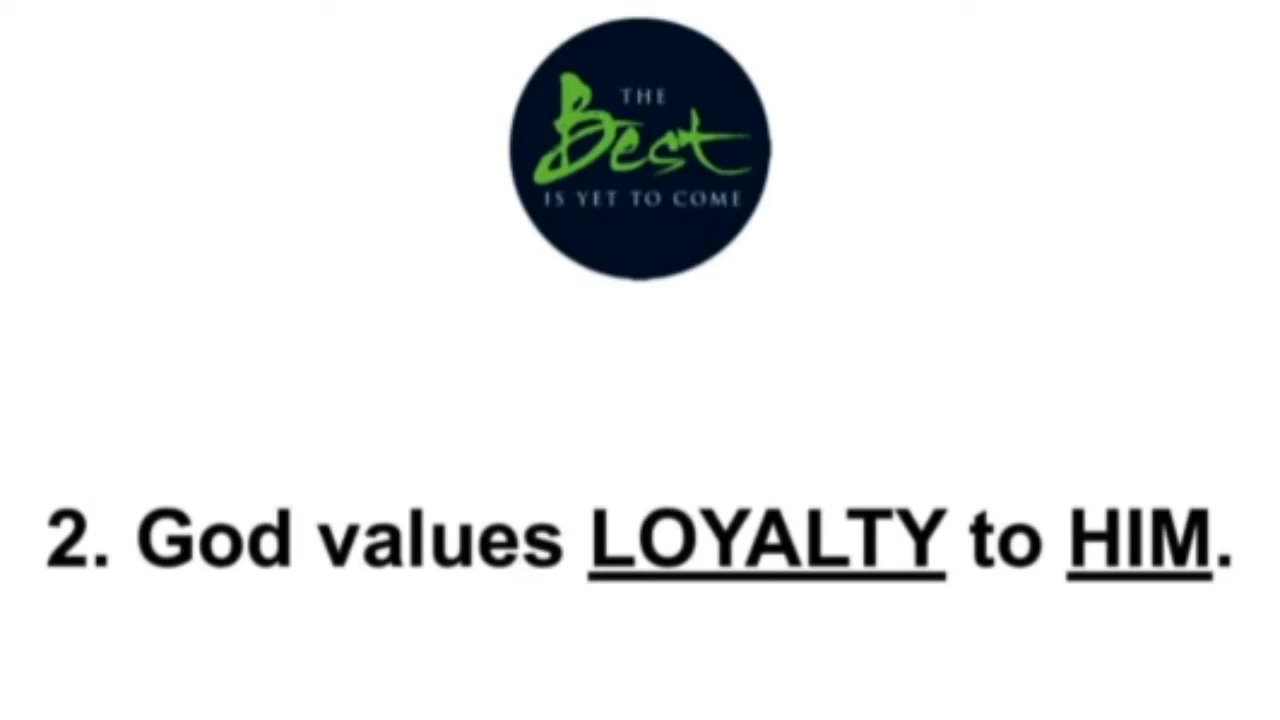 THE
Best
IS YET TO COME
2. God values LOYALTY to HIM.